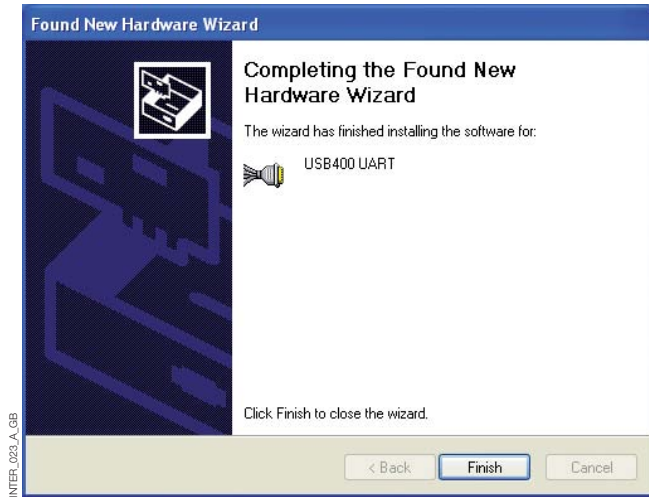 Found New Hardware Wizard
Completing the Found New
Hardware Wizard
The wizard has finished installing the software for:
USB400 UART
Click Finish to close the wizard.
< Back
Finish
Cancel
INTER_023_A_GB